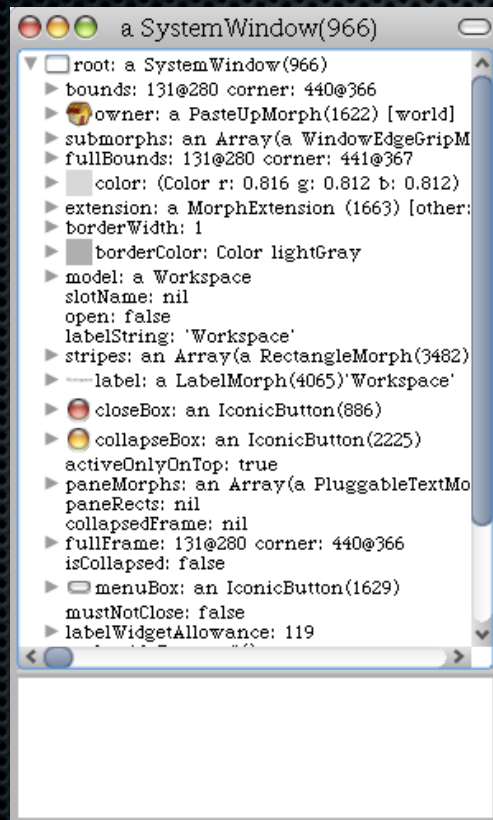 a SystemWindow(966)
root: a SystemWindow(966)
bounds: 131@280 corner: 440@366
owner: a PasteUpMorph(1622) [world]
submorphs: an Array(a WindowEdgeGripM
fullBounds: 131@280 corner: 441@367
color: (Color r: 0.816 g: 0.812 b: 0.812)
extension: a MorphExtension (1663) [other:
borderWidth: 1
borderColor: Color lightGray
model: a Workspace
slotName: nil
open: false
labelString: 'Workspace'
stripes: an Array(a RectangleMorph(3482)
label: a LabelMorph(4065)'Workspace'
closeBox: an IconicButton(886)
collapseBox: an IconicButton(2225)
activeOnlyOnTop: true
paneMorphs: an Array(a PluggableTextMo
paneRects: nil
collapsedFrame: nil
fullFrame: 131@280 corner: 440@366
isCollapsed: false
menuBox: an IconicButton(1629)
mustNotClose: false
labelWidgetAllowance: 119